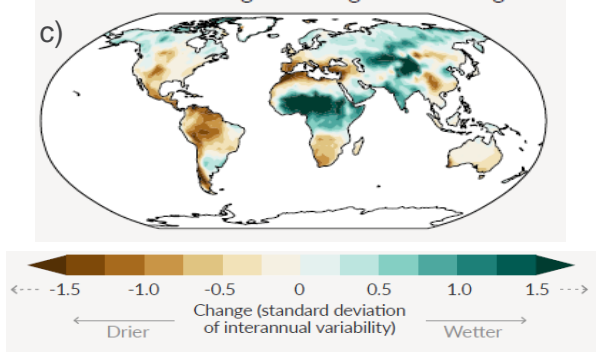 c)
-1.5 -1.0 -0.5 0 0.5 1.0 1.5
Change (standard deviation
of interannual variability)
Drier
Wetter